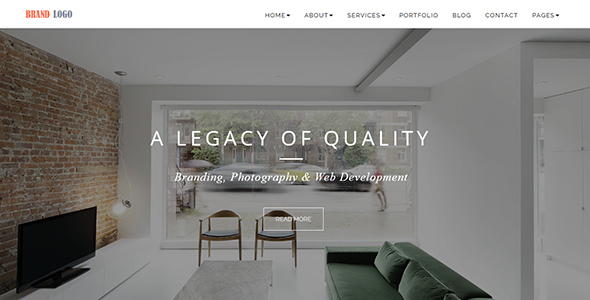 BRAND LOGO
HOME ABOUT SERVICES PORTFOLIO BLOG CONTACT PAGES
A LEGACY OF QUALITY
Branding, Photography & Web Development
READ MORE